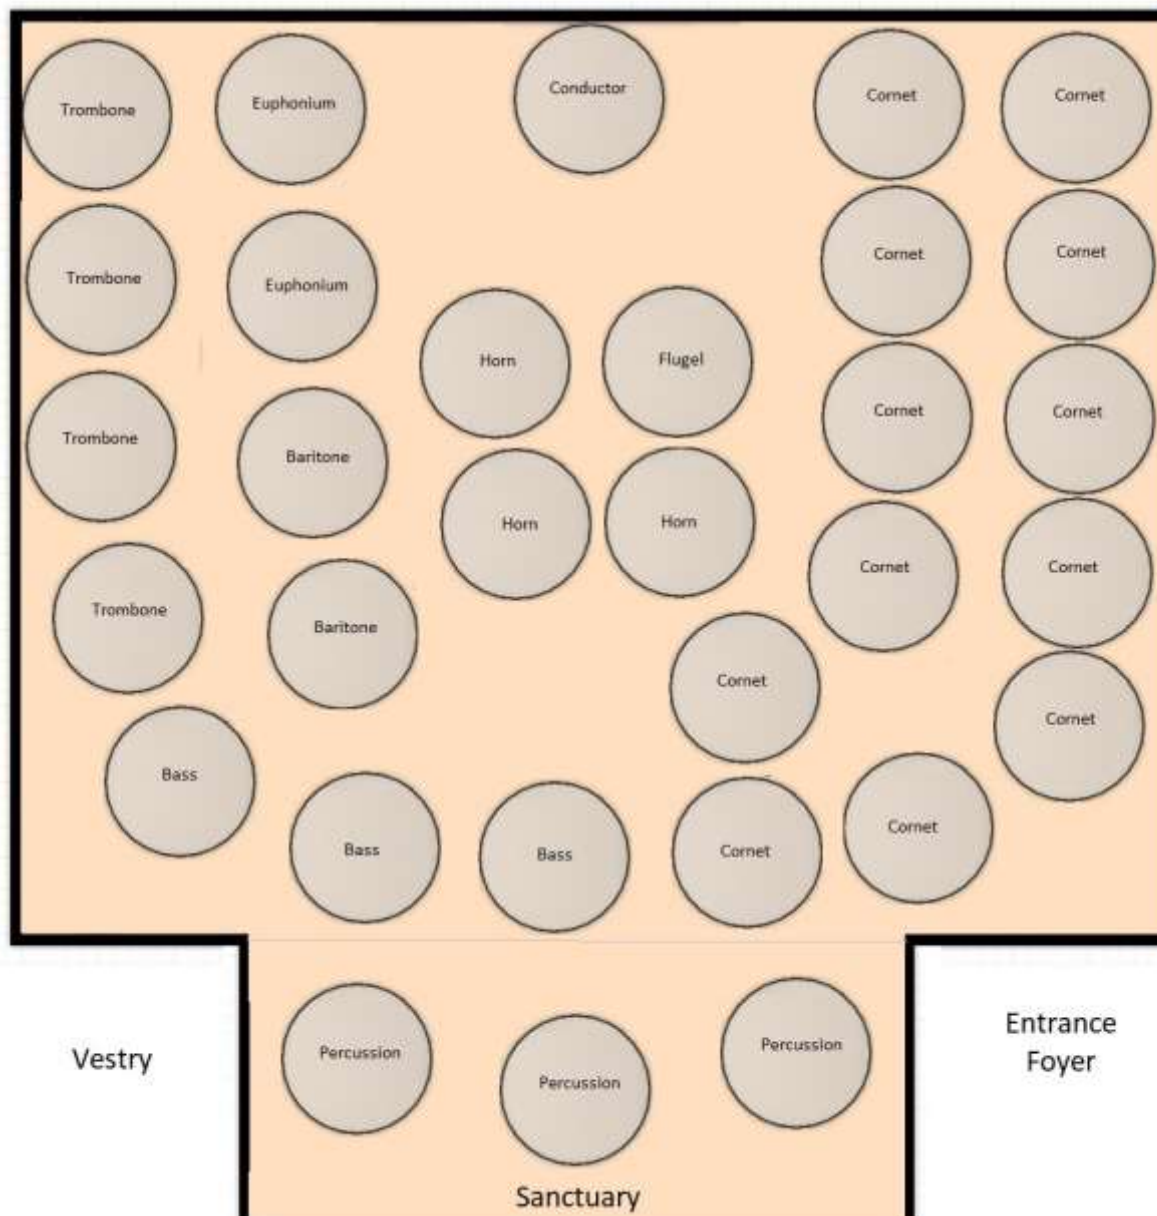 Trombone
Euphonium
Conductor
Cornet
Cornet
Trombone
Euphonium
Cornet
Cornet
Horn
Flugel
Cornet
Cornet
Trombone
Baritone
Horn
Horn
Cornet
Cornet
Trombone
Baritone
Cornet
Cornet
Bass
Bass
Bass
Cornet
Cornet
Percussion
Percussion
Percussion
Vestry
Entrance
Foyer
Sanctuary